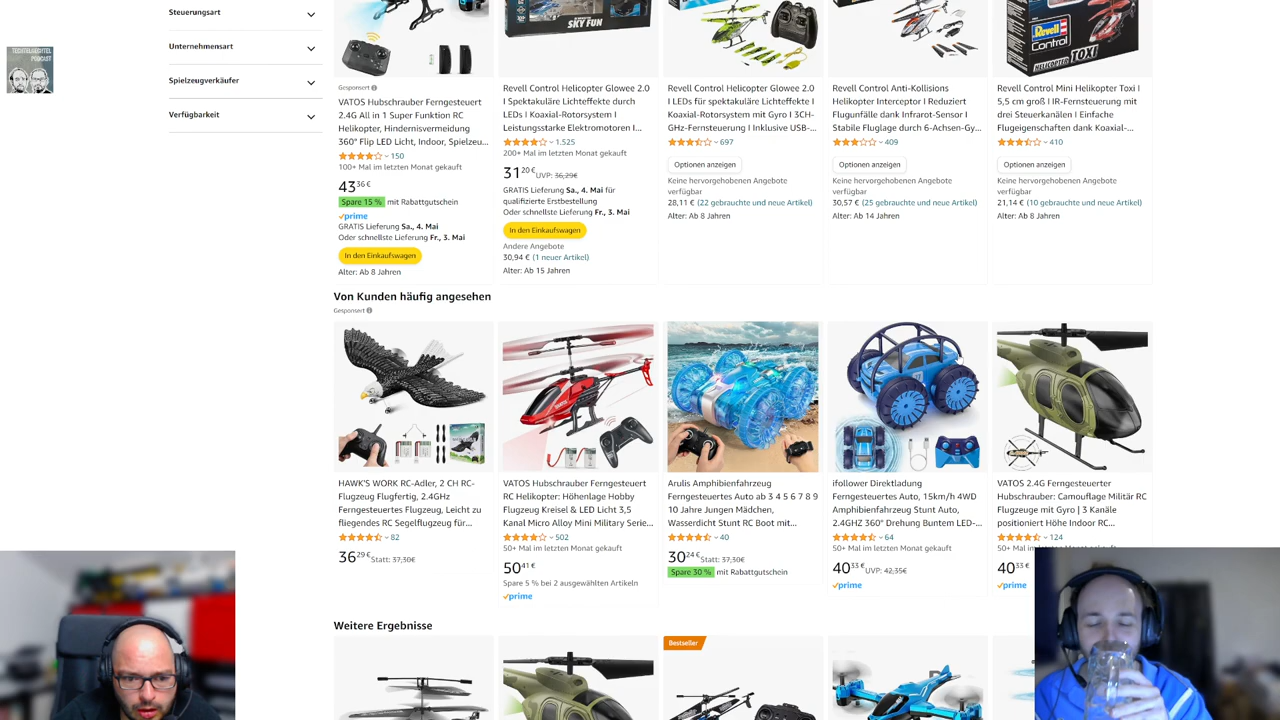 Steuerungsart
Unternehmensart
Spielzeugverkäufer
Verfügbarkeit
TECHTELMECHTEL
PODCAST
SKY FUN
Revell
Control
HELICOPTER TOXI
Gesponsert
VATOS Hubschrauber Ferngesteuert
2.4G All in 1 Super Funktion RC
Helikopter, Hindernisvermeidung
360° Flip LED Licht, Indoor, Spielzeu...
150
100+ Mal im letzten Monat gekauft
43 36 €
Spare 15 % mit Rabattgutschein
prime
GRATIS Lieferung Sa., 4. Mai
Oder schnellste Lieferung Fr., 3. Mai
In den Einkaufswagen
Alter: Ab 8 Jahren
Revell Control Helicopter Glowee 2.0
I Spektakuläre Lichteffekte durch
LEDs I Koaxial-Rotorsystem I
Leistungsstarke Elektromotoren I...
1.525
200+ Mal im letzten Monat gekauft
31 20 € UVP: 36,29€
GRATIS Lieferung Sa., 4. Mai für
qualifizierte Erstbestellung
Oder schnellste Lieferung Fr., 3. Mai
In den Einkaufswagen
Andere Angebote
30,94 € (1 neuer Artikel)
Alter: Ab 15 Jahren
Revell Control Helicopter Glowee 2.0
I LEDs für spektakuläre Lichteffekte I
Koaxial-Rotorsystem mit Gyro I 3CH-
GHz-Fernsteuerung I Inklusive USB-...
697
Optionen anzeigen
Keine hervorgehobenen Angebote
verfügbar
28,11 € (22 gebrauchte und neue Artikel)
Alter: Ab 8 Jahren
Revell Control Anti-Kollisions
Helikopter Interceptor I Reduziert
Flugunfälle dank Infrarot-Sensor I
Stabile Fluglage durch 6-Achsen-Gy...
409
Optionen anzeigen
Keine hervorgehobenen Angebote
verfügbar
30,57 € (25 gebrauchte und neue Artikel)
Alter: Ab 14 Jahren
Revell Control Mini Helikopter Toxi I
5,5 cm groß I IR-Fernsteuerung mit
drei Steuerkanälen I Einfache
Flugeigenschaften dank Koaxial-...
410
Optionen anzeigen
Keine hervorgehobenen Angebote
verfügbar
21,14 € (10 gebrauchte und neue Artikel)
Alter: Ab 8 Jahren
Von Kunden häufig angesehen
Gesponsert
HAWK'S WORK RC-Adler, 2 CH RC-
Flugzeug Flugfertig, 2.4GHz
Ferngesteuertes Flugzeug, Leicht zu
fliegendes RC Segelflugzeug für...
82
36 29 € Statt: 37,30€
VATOS Hubschrauber Ferngesteuert
RC Helikopter: Höhenlage Hobby
Flugzeug Kreisel & LED Licht 3,5
Kanal Micro Alloy Mini Military Serie...
502
50+ Mal im letzten Monat gekauft
50 41 €
Spare 5 % bei 2 ausgewählten Artikeln
prime
Arulis Amphibienfahrzeug
Ferngesteuertes Auto ab 3 4 5 6 7 8 9
10 Jahre Jungen Mädchen,
Wasserdicht Stunt RC Boot mit...
40
30 24 € Statt: 37,30€
Spare 30 % mit Rabattgutschein
ifollower Direktladung
Ferngesteuertes Auto, 15km/h 4WD
Amphibienfahrzeug Stunt Auto,
2.4GHZ 360° Drehung Buntem LED-...
64
50+ Mal im letzten Monat gekauft
40 33 € UVP: 42,35€
prime
VATOS 2.4G Ferngesteuerter
Hubschrauber: Camouflage Militär RC
Flugzeuge mit Gyro | 3 Kanäle
positioniert Höhe Indoor RC...
124
50+ Mal im letzten Monat gekauft
40 33 €
prime
Weitere Ergebnisse
Bestseller